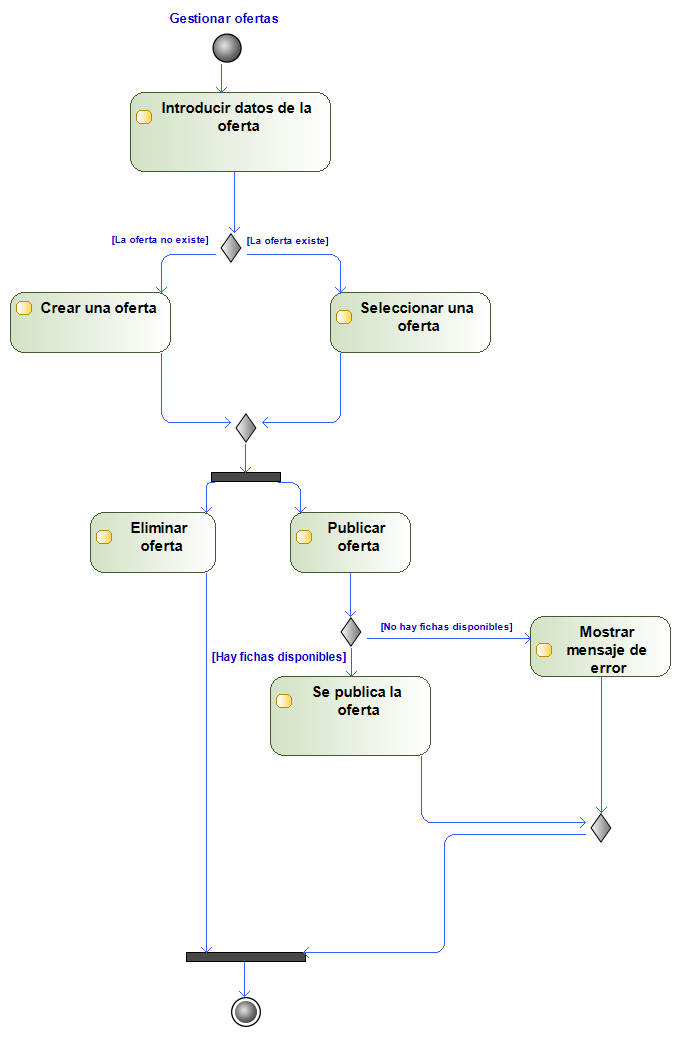 Gestionar ofertas
Introducir datos de la
oferta
[La oferta no existe]
[La oferta existe]
Crear una oferta
Seleccionar una
oferta
Eliminar
oferta
Publicar
oferta
[No hay fichas disponibles]
Mostrar
mensaje de
error
[Hay fichas disponibles]
Se publica la
oferta